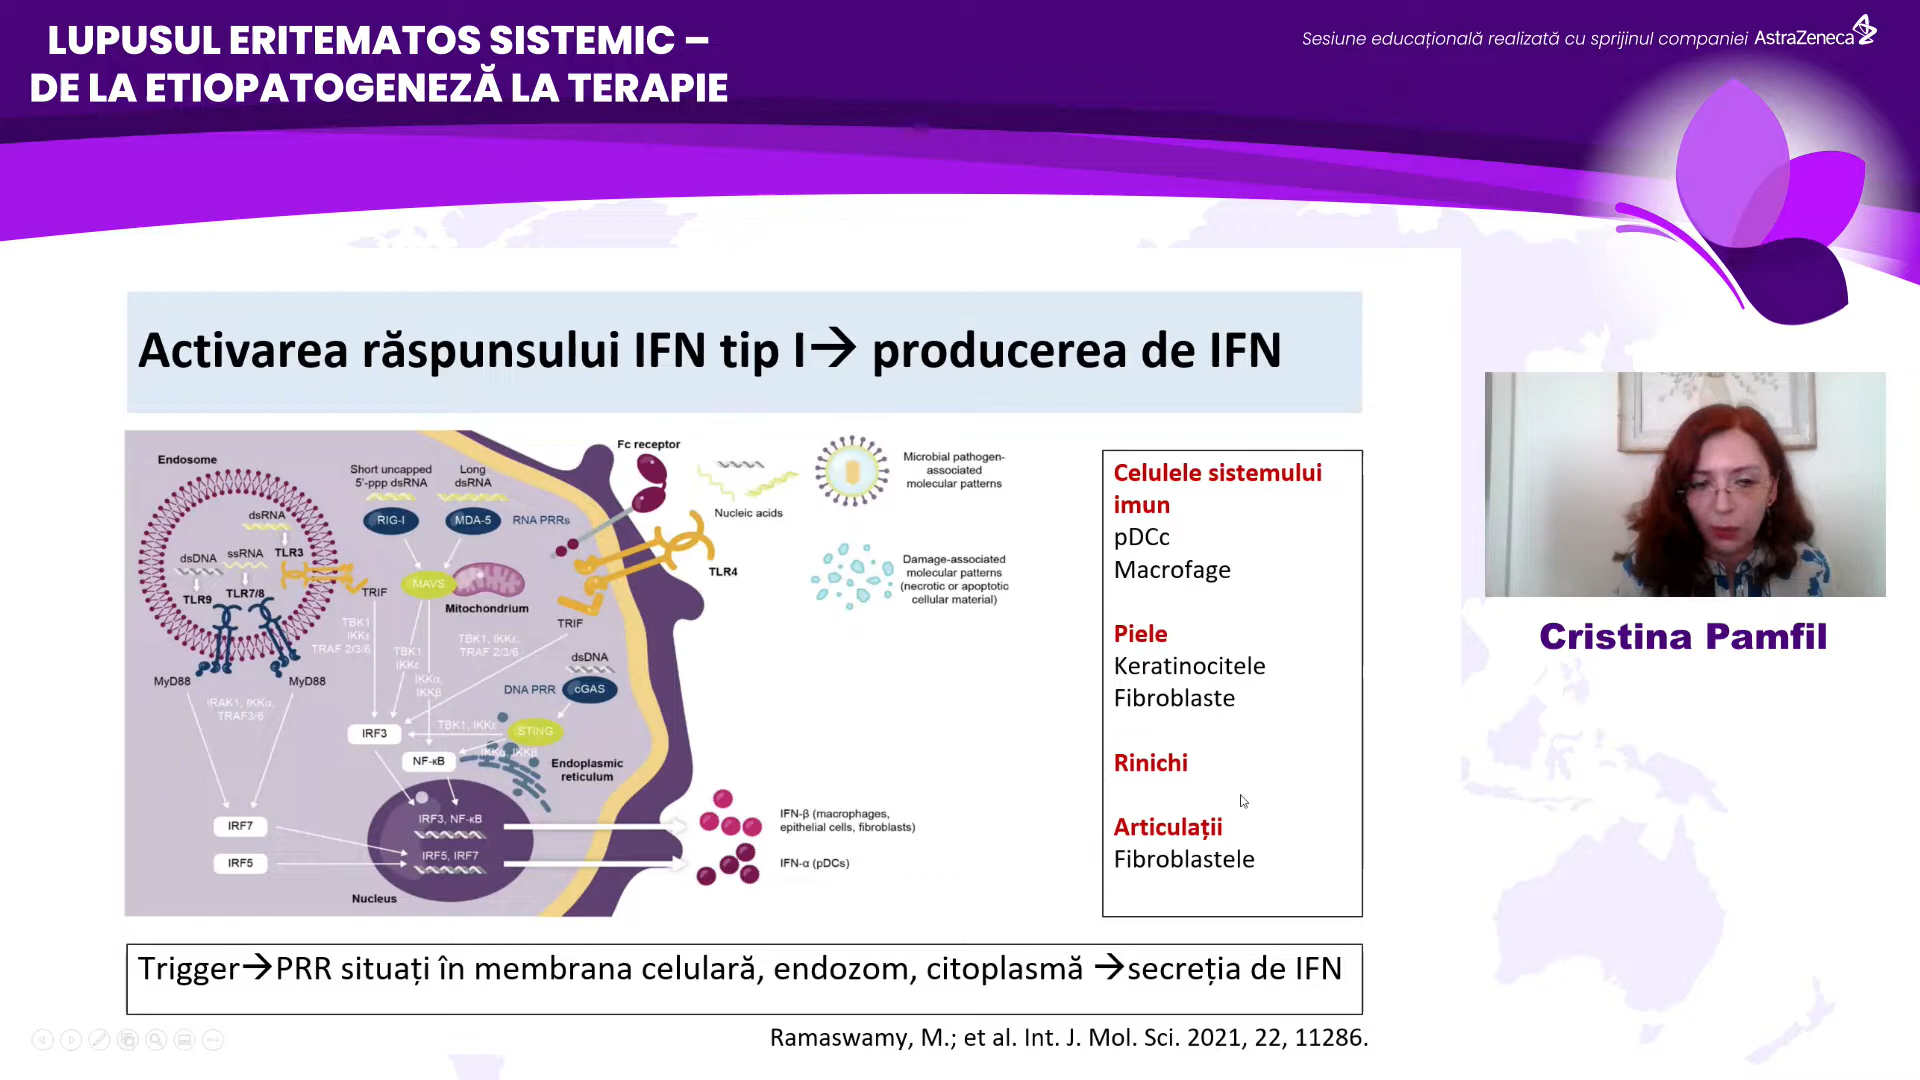 LUPUSUL ERITEMATOS SISTEMIC –
DE LA ETIOPATOGENEZĂ LA TERAPIE
Sesiune educațională realizată cu sprijinul companiei AstraZeneca
Activarea răspunsului IFN tip I→ producerea de IFN
Endosome
dsRNA
dsDNA
ssRNA
TLR3
TLR9
TLR7/8
TRIF
MyD88
MyD88
Short uncapped
5'-ppp dsRNA
Long
dsRNA
RIG-I
MDA-5
RNA PRRs
MAVS
Mitochondrium
Fc receptor
Nucleic acids
TLR4
TRIF
Microbial pathogen-
associated
molecular patterns
Damage-associated
molecular patterns
(necrotic or apoptotic
cellular material)
TBK1
IKKε
TRAF 2/3/6
TBK1
IKKε
TBK1, IKKε,
TRAF 2/3/6
IKKα,
IKKβ
IRAK1, IKKα,
TRAF3/6
dsDNA
DNA PRR
cGAS
TBK1, IKKε
STING
IKKα, IKKβ
IRF3
NF-κB
Endoplasmic
reticulum
IRF7
IRF5
IRF3, NF-κB
IRF5, IRF7
Nucleus
IFN-β (macrophages,
epithelial cells, fibroblasts)
IFN-α (pDCs)
Celulele sistemului
imun
pDCc
Macrofage
Piele
Keratinocitele
Fibroblaste
Rinichi
Articulații
Fibroblastele
Trigger→PRR situați în membrana celulară, endozom, citoplasmă →secreția de IFN
Ramaswamy, M.; et al. Int. J. Mol. Sci. 2021, 22, 11286.
Cristina Pamfil